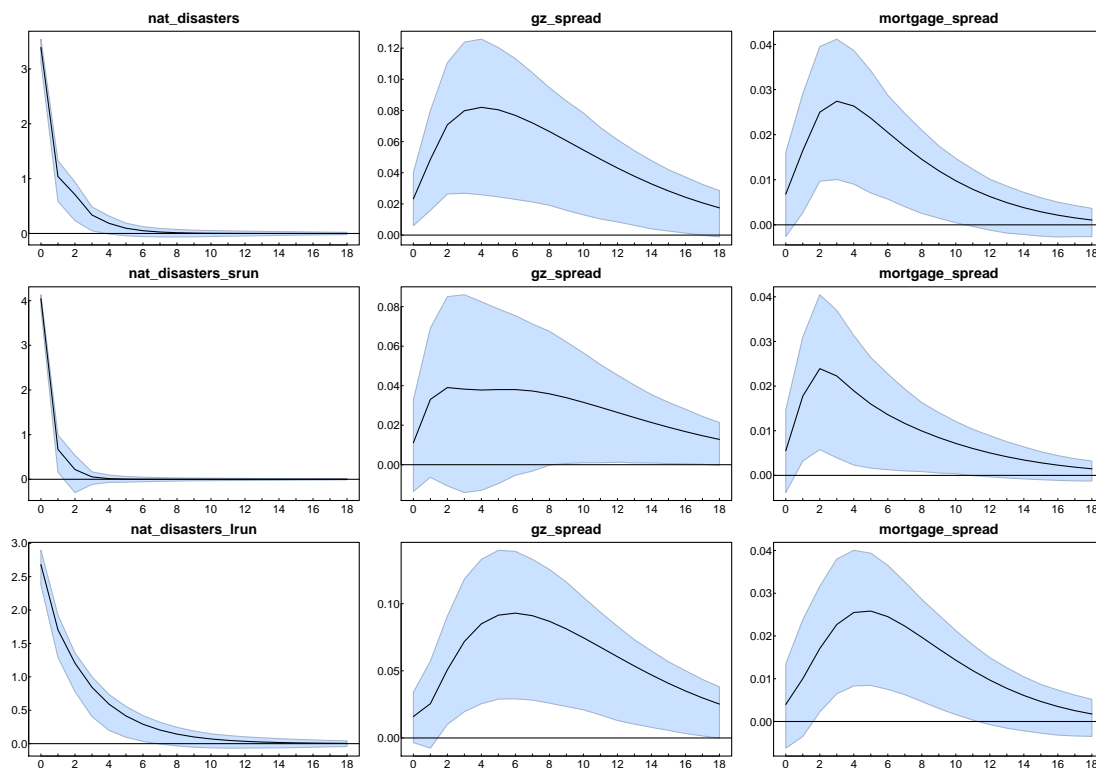 nat_disasters gz_spread mortgage_spread
3 0.12 0.04
0.10
0.03
2 0.08
0.06 0.02
1 0.04 0.01
0.02
0 0.00 0.00
0 2 4 6 8 10 12 14 16 18 0 2 4 6 8 10 12 14 16 18 0 2 4 6 8 10 12 14 16 18
nat_disasters_srun gz_spread mortgage_spread
4 0.08 0.04
3 0.06 0.03
2 0.04 0.02
1 0.02 0.01
0 0.00 0.00
0 2 4 6 8 10 12 14 16 18 0 2 4 6 8 10 12 14 16 18 0 2 4 6 8 10 12 14 16 18
nat_disasters_lrun gz_spread mortgage_spread
3.0 0.04
2.5
2.0 0.10 0.03
1.5 0.02
1.0 0.05 0.01
0.5
0.0 0.00 0.00
0 2 4 6 8 10 12 14 16 18 0 2 4 6 8 10 12 14 16 18 0 2 4 6 8 10 12 14 16 18